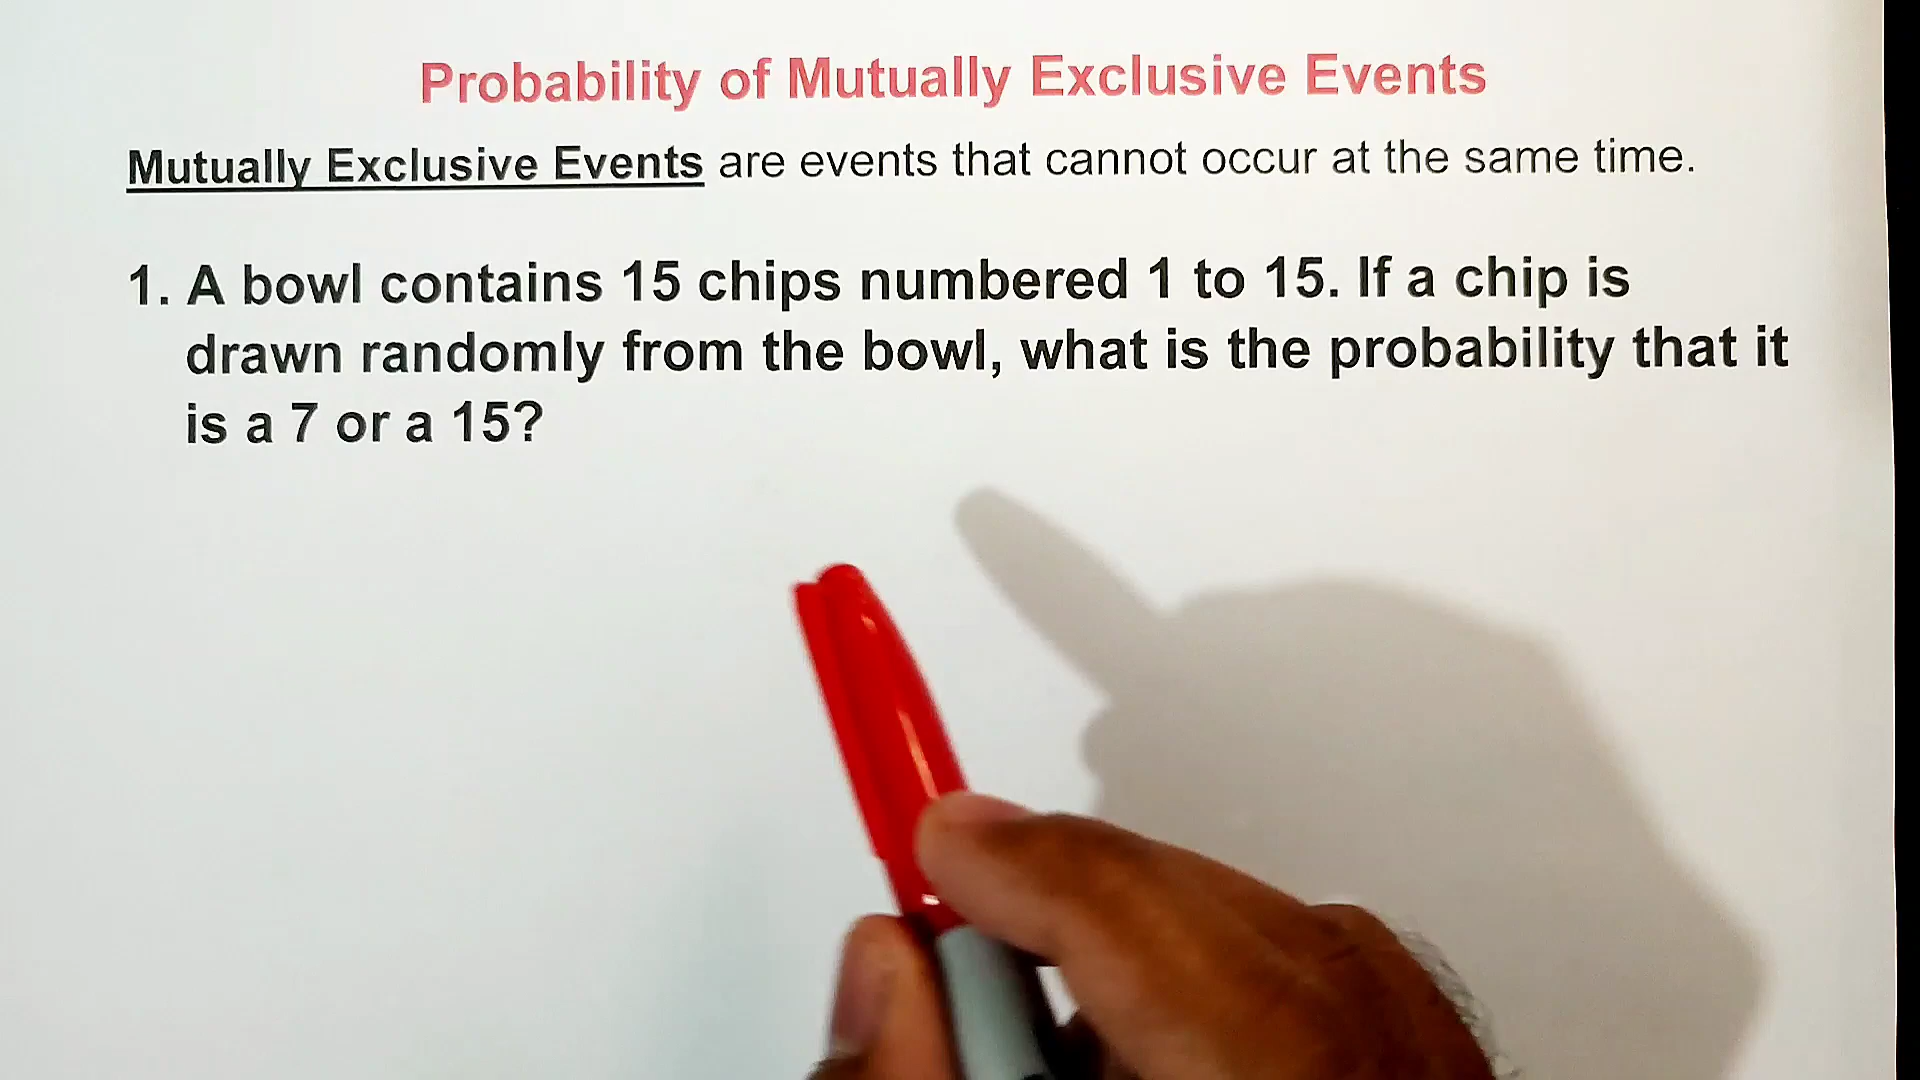 Probability of Mutually Exclusive Events
Mutually Exclusive Events are events that cannot occur at the same time.
1. A bowl contains 15 chips numbered 1 to 15. If a chip is
drawn randomly from the bowl, what is the probability that it
is a 7 or a 15?